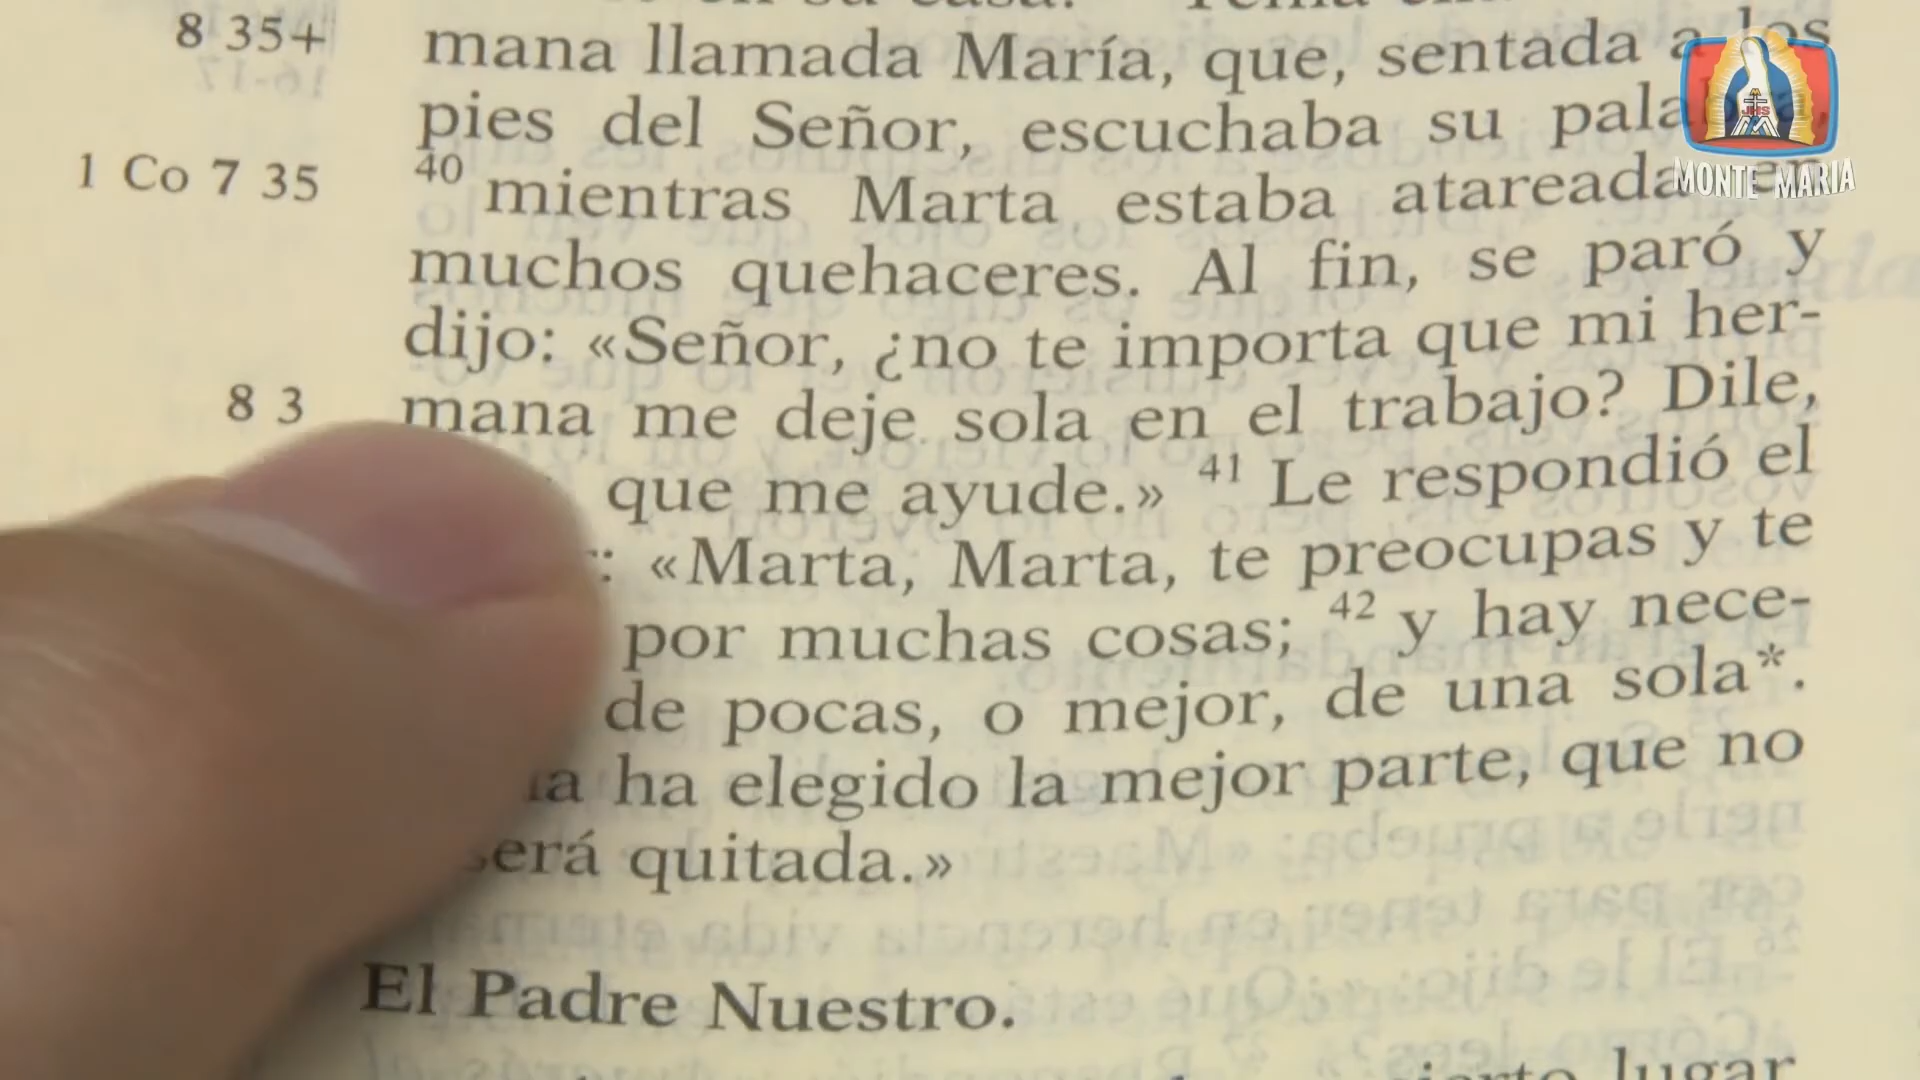 8 35+
mana llamada María, que, sentada a los
pies del Señor, escuchaba su
1 Co 7 35
40 mientras Marta estaba atareada en
muchos quehaceres. Al fin, se paró y
dijo: «Señor, ¿no te importa que mi her-
8 3
mana me deje sola en el trabajo? Dile,
que me ayude.» 41 Le respondió el
: «Marta, Marta, te preocupas y te
por muchas cosas; 42 y hay nece-
de pocas, o mejor, de una sola*.
ha elegido la mejor parte, que no
será quitada.»
El Padre Nuestro.
lugar
JHS
MONTE MARIA